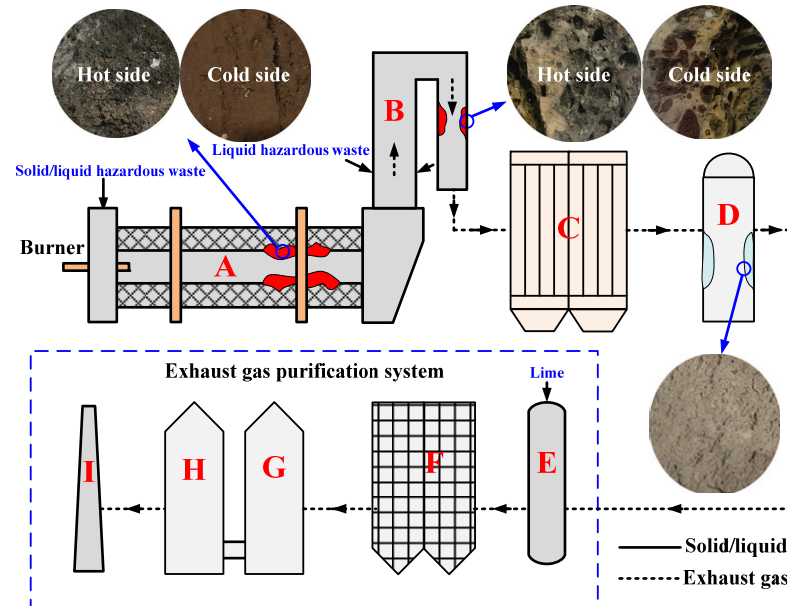 Hot side
Cold side
Hot side
Cold side
B
Liquid hazardous waste
Solid/liquid hazardous waste
Burner
A
C
D
Exhaust gas purification system
Lime
I
H
G
F
E
Solid/liquid
Exhaust gas